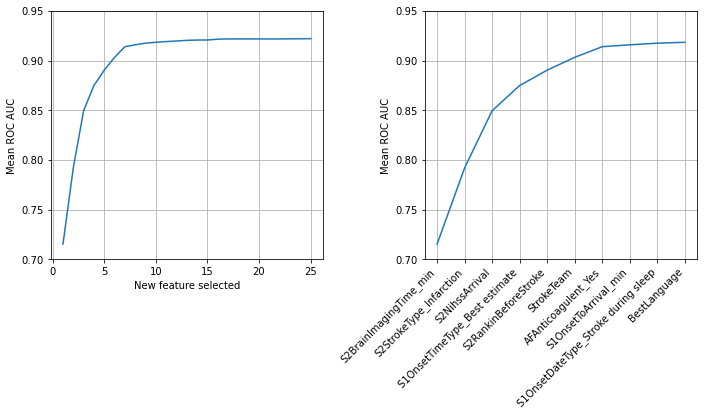 0.95
0.90
0.85
0.80
0.75
0.70
Mean ROC AUC
0 5 10 15 20 25
New feature selected
0.95
0.90
0.85
0.80
0.75
0.70
Mean ROC AUC
S2BrainImagingTime_min
S2StrokeType_Infarction
S2NihssArrival
S1OnsetTimeType_Best estimate
S2RankinBeforeStroke
StrokeTeam
AFAnticoagulent_Yes
S1OnsetToArrival_min
S1OnsetDateType_Stroke during sleep
BestLanguage